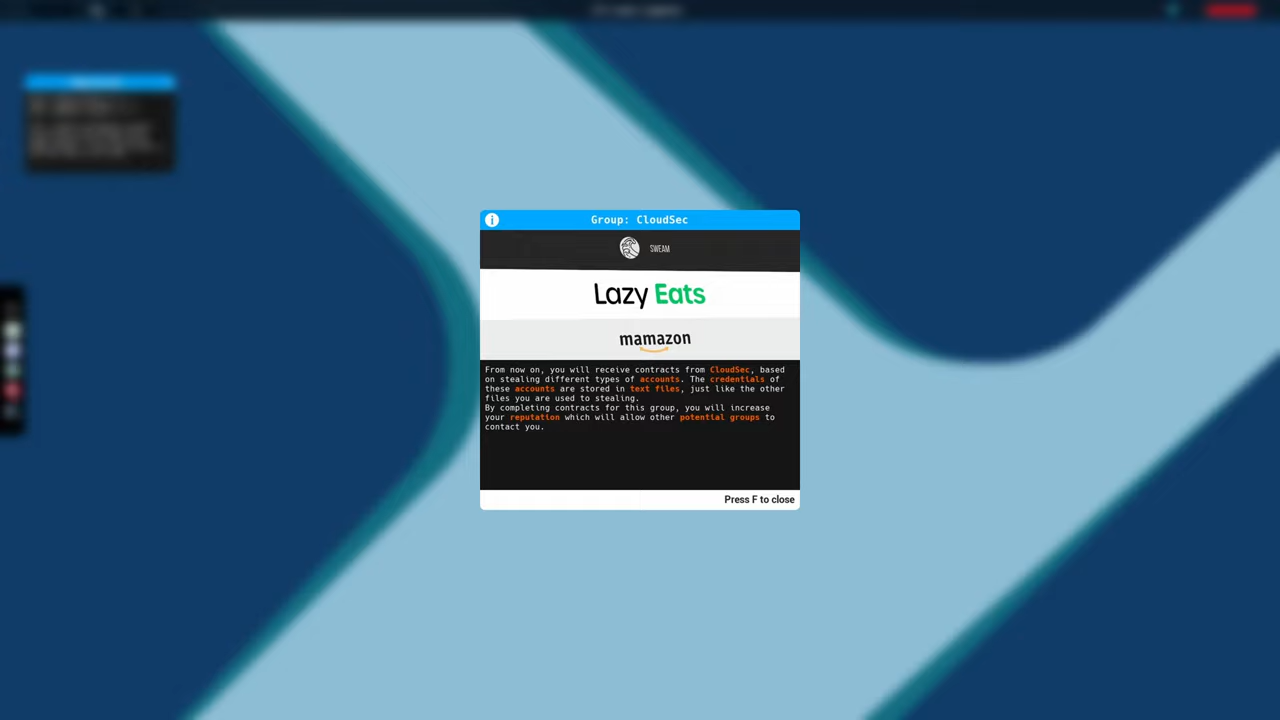 Group: CloudSec
SWEAM
Lazy Eats
mamazon
From now on, you will receive contracts from CloudSec, based
on stealing different types of accounts. The credentials of
these accounts are stored in text files, just like the other
files you are used to stealing.
By completing contracts for this group, you will increase
your reputation which will allow other potential groups to
contact you.
Press F to close